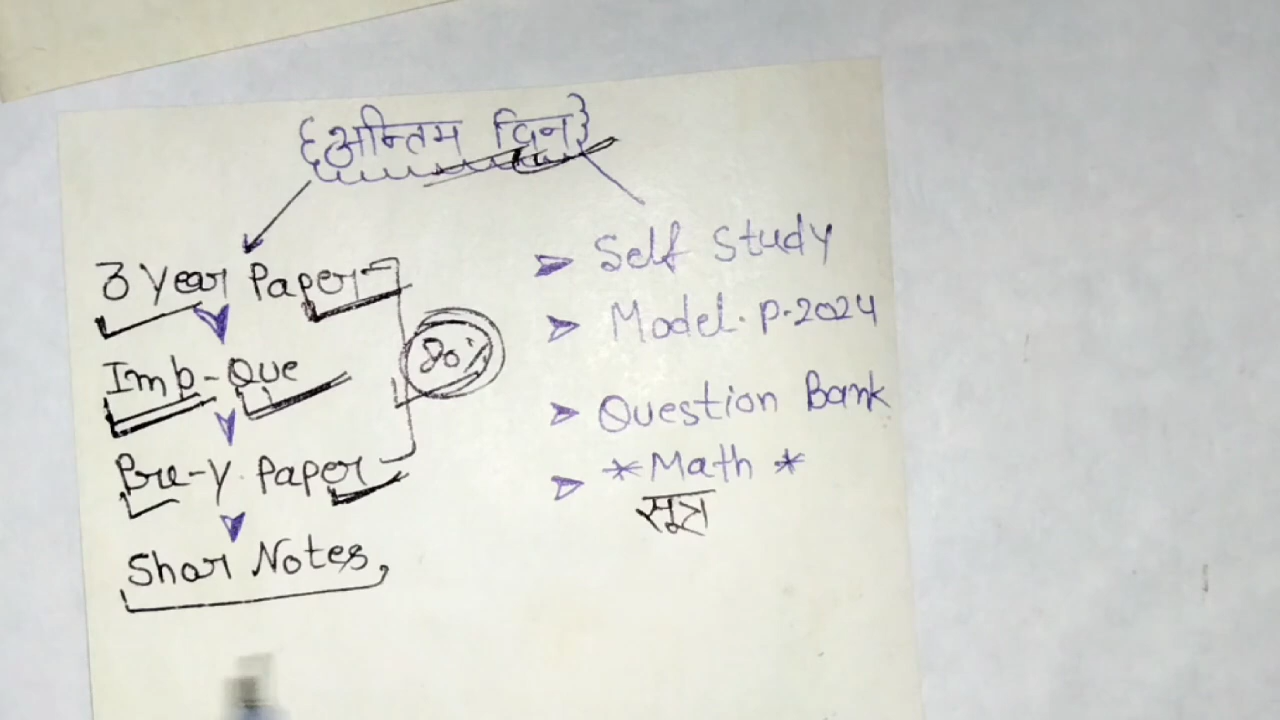 {अन्तिम दिन}
3 Year Paper
Imp-Que
Pre-Y. Paper
Shor Notes,
80%
Self Study
Model. P. 2024
Question Bank
*Math *
सूत्र